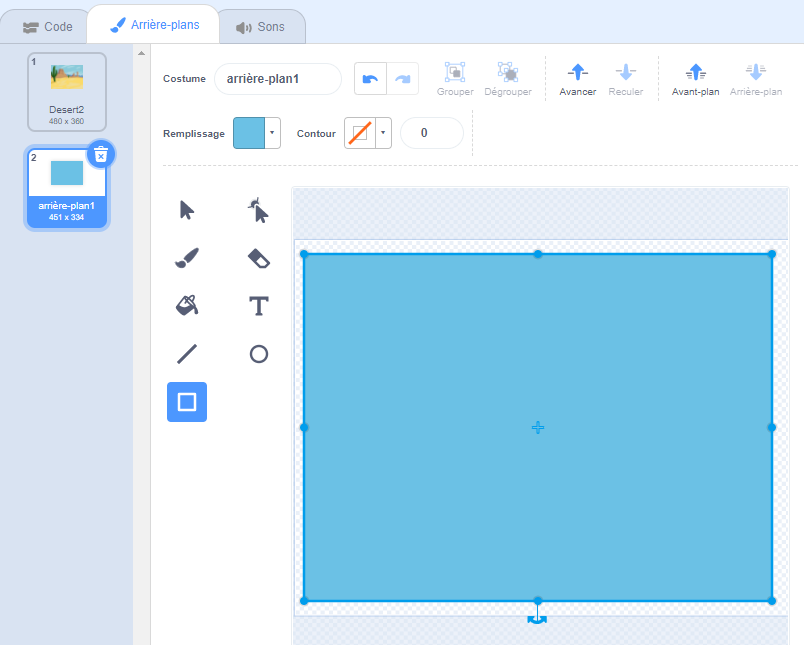 Code
Arrière-plans
Sons
1
Desert2
480 x 360
2
arrière-plan1
451 x 334
Costume
arrière-plan1
Grouper
Dégrouper
Avancer
Reculer
Avant-plan
Arrière-plan
Remplissage
Contour
0
T